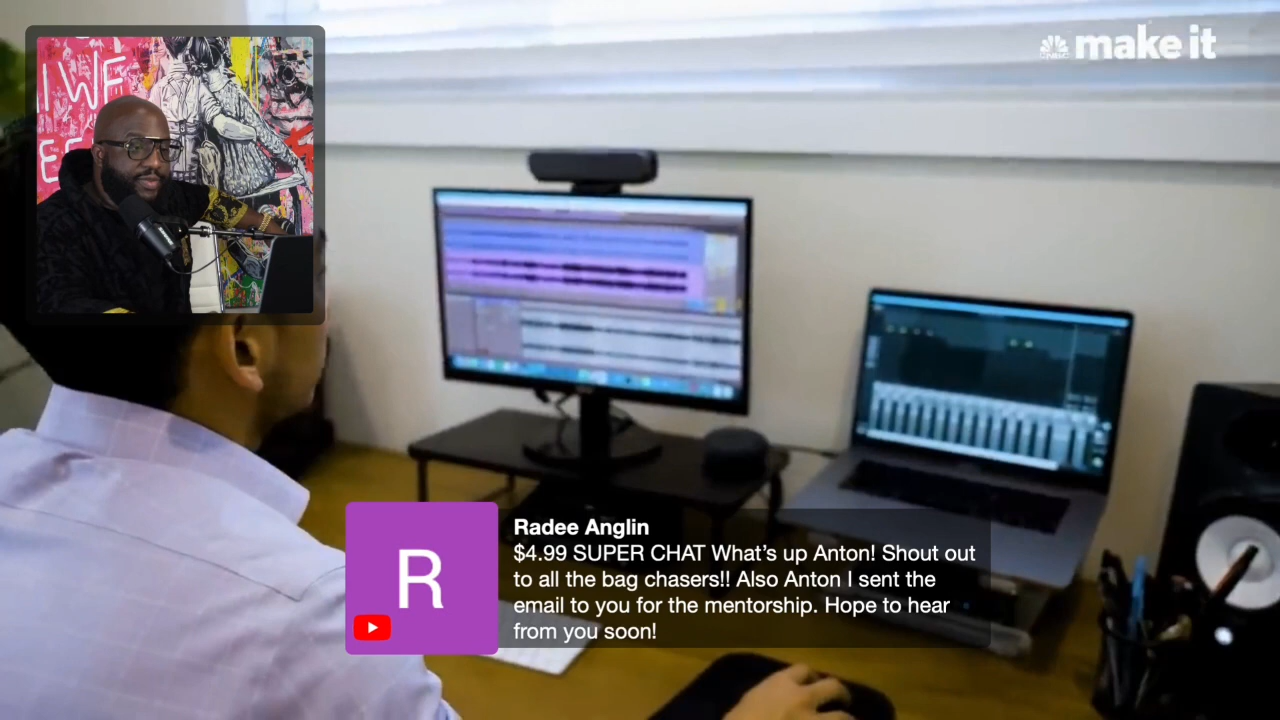 I WE
make it
R
Radee Anglin
$4.99 SUPER CHAT What’s up Anton! Shout out
to all the bag chasers!! Also Anton I sent the
email to you for the mentorship. Hope to hear
from you soon!